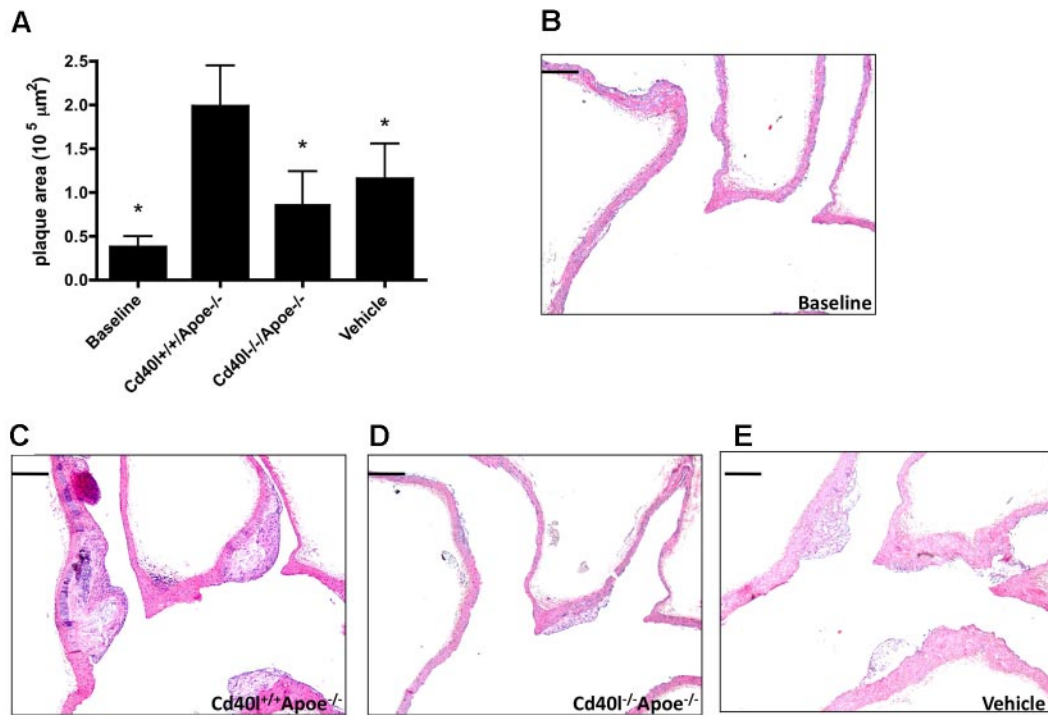 A
B
plaque area (10 5 μm2)
2.5
2.0
1.5
1.0
0.5
0.0
*
*
*
Baseline
Cd40l+/+/Apoe-/-
Cd40l-/-/Apoe-/-
Vehicle
Baseline
C
D
E
Cd40l+/+Apoe-/-
Cd40l-/-Apoe-/-
Vehicle